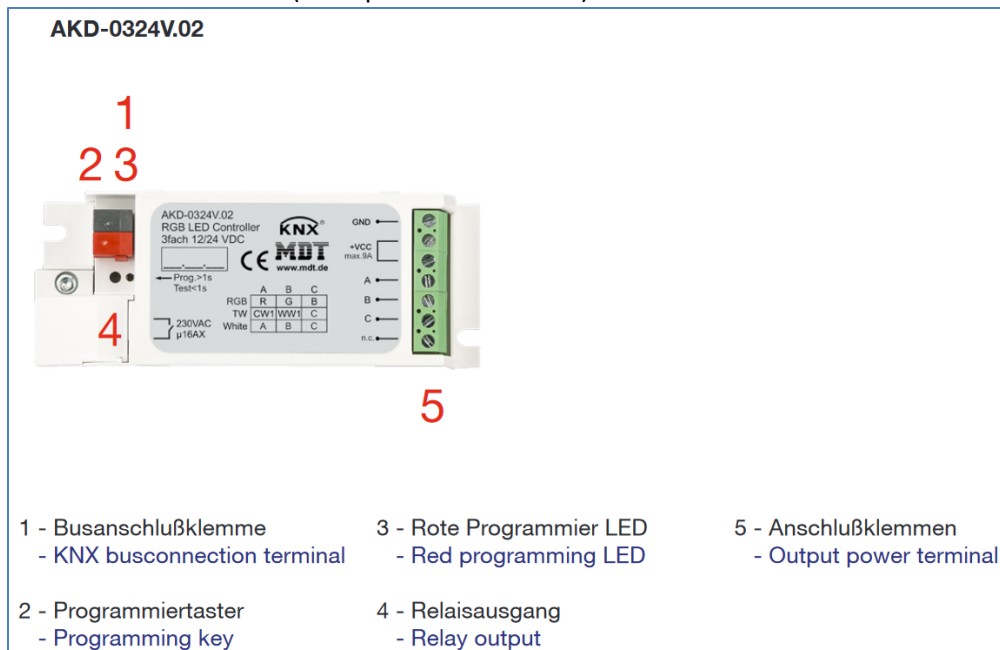 AKD-0324V.02
1
2 3
AKD-0324V.02
RGB LED Controller
3fach 12/24 VDC
KNX®
CE MDT
www.mdt.de
__.__.__
Prog.>1s
Test<1s
A B C
RGB R G B
TW CW1 WW1 C
White A B C
230VAC
µ16AX
GND
+VCC
max.9A
A
B
C
n.c.
4
5
1 - Busanschlußklemme
- KNX busconnection terminal
2 - Programmiertaster
- Programming key
3 - Rote Programmier LED
- Red programming LED
4 - Relaisausgang
- Relay output
5 - Anschlußklemmen
- Output power terminal